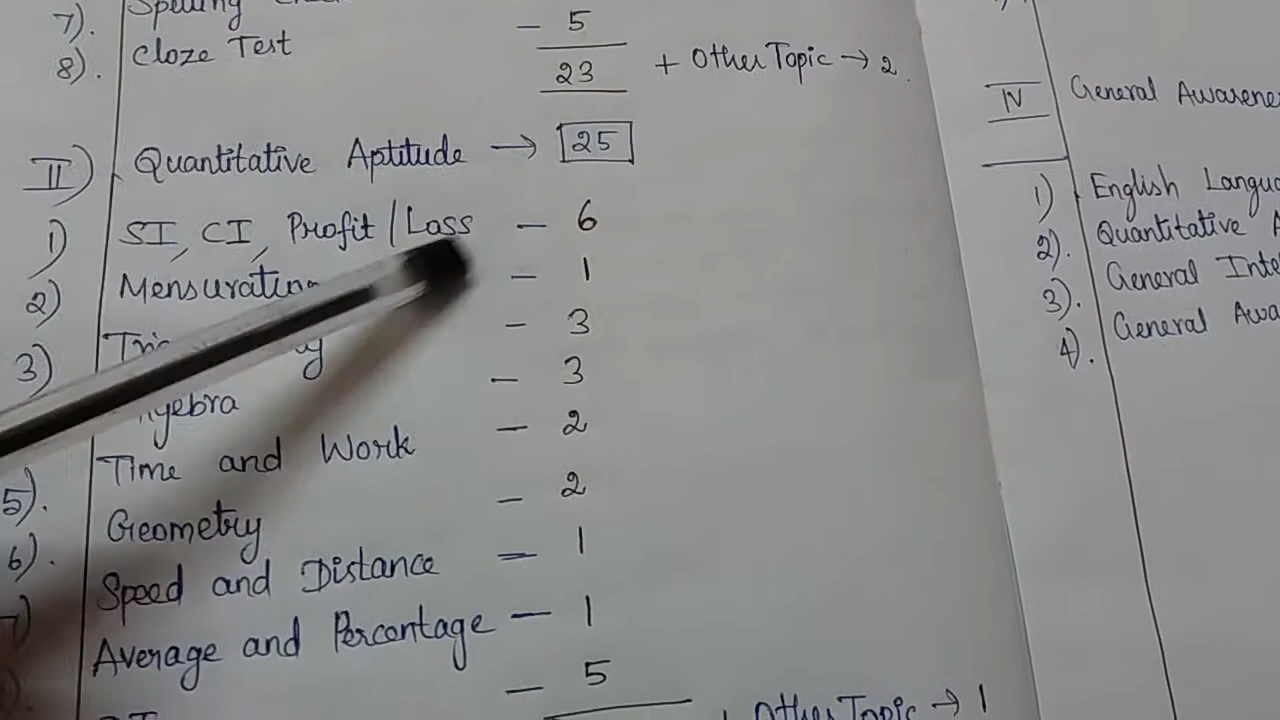 7). Spelling
8). Cloze Test - 5
23 + Other Topic → 2.
II) Quantitative Aptitude → 25
1) SI, CI, Profit/Loss - 6
2) Mensuration - 1
3) - 3
Algebra - 3
5). Time and Work - 2
6). Geometry - 2
7) Speed and Distance - 1
Average and Percentage - 1
- 5
+ Other Topic → 1
IV General Awarene
1) English Langu
2). Quantitative A
3). General Inte
4). General Awa